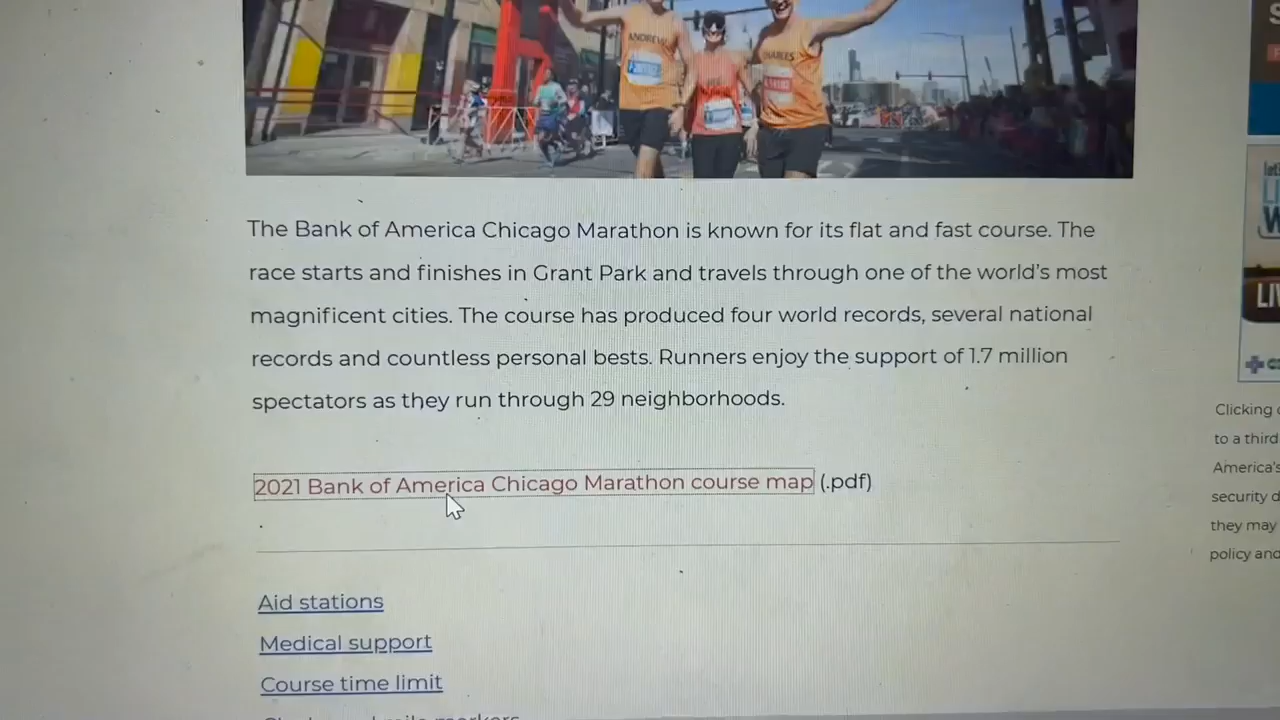 ANDREW
The Bank of America Chicago Marathon is known for its flat and fast course. The
race starts and finishes in Grant Park and travels through one of the world's most
magnificent cities. The course has produced four world records, several national
records and countless personal bests. Runners enjoy the support of 1.7 million
spectators as they run through 29 neighborhoods.
2021 Bank of America Chicago Marathon course map (.pdf)
Aid stations
Medical support
Course time limit
Clicking
to a third
America's
security
they may
policy and